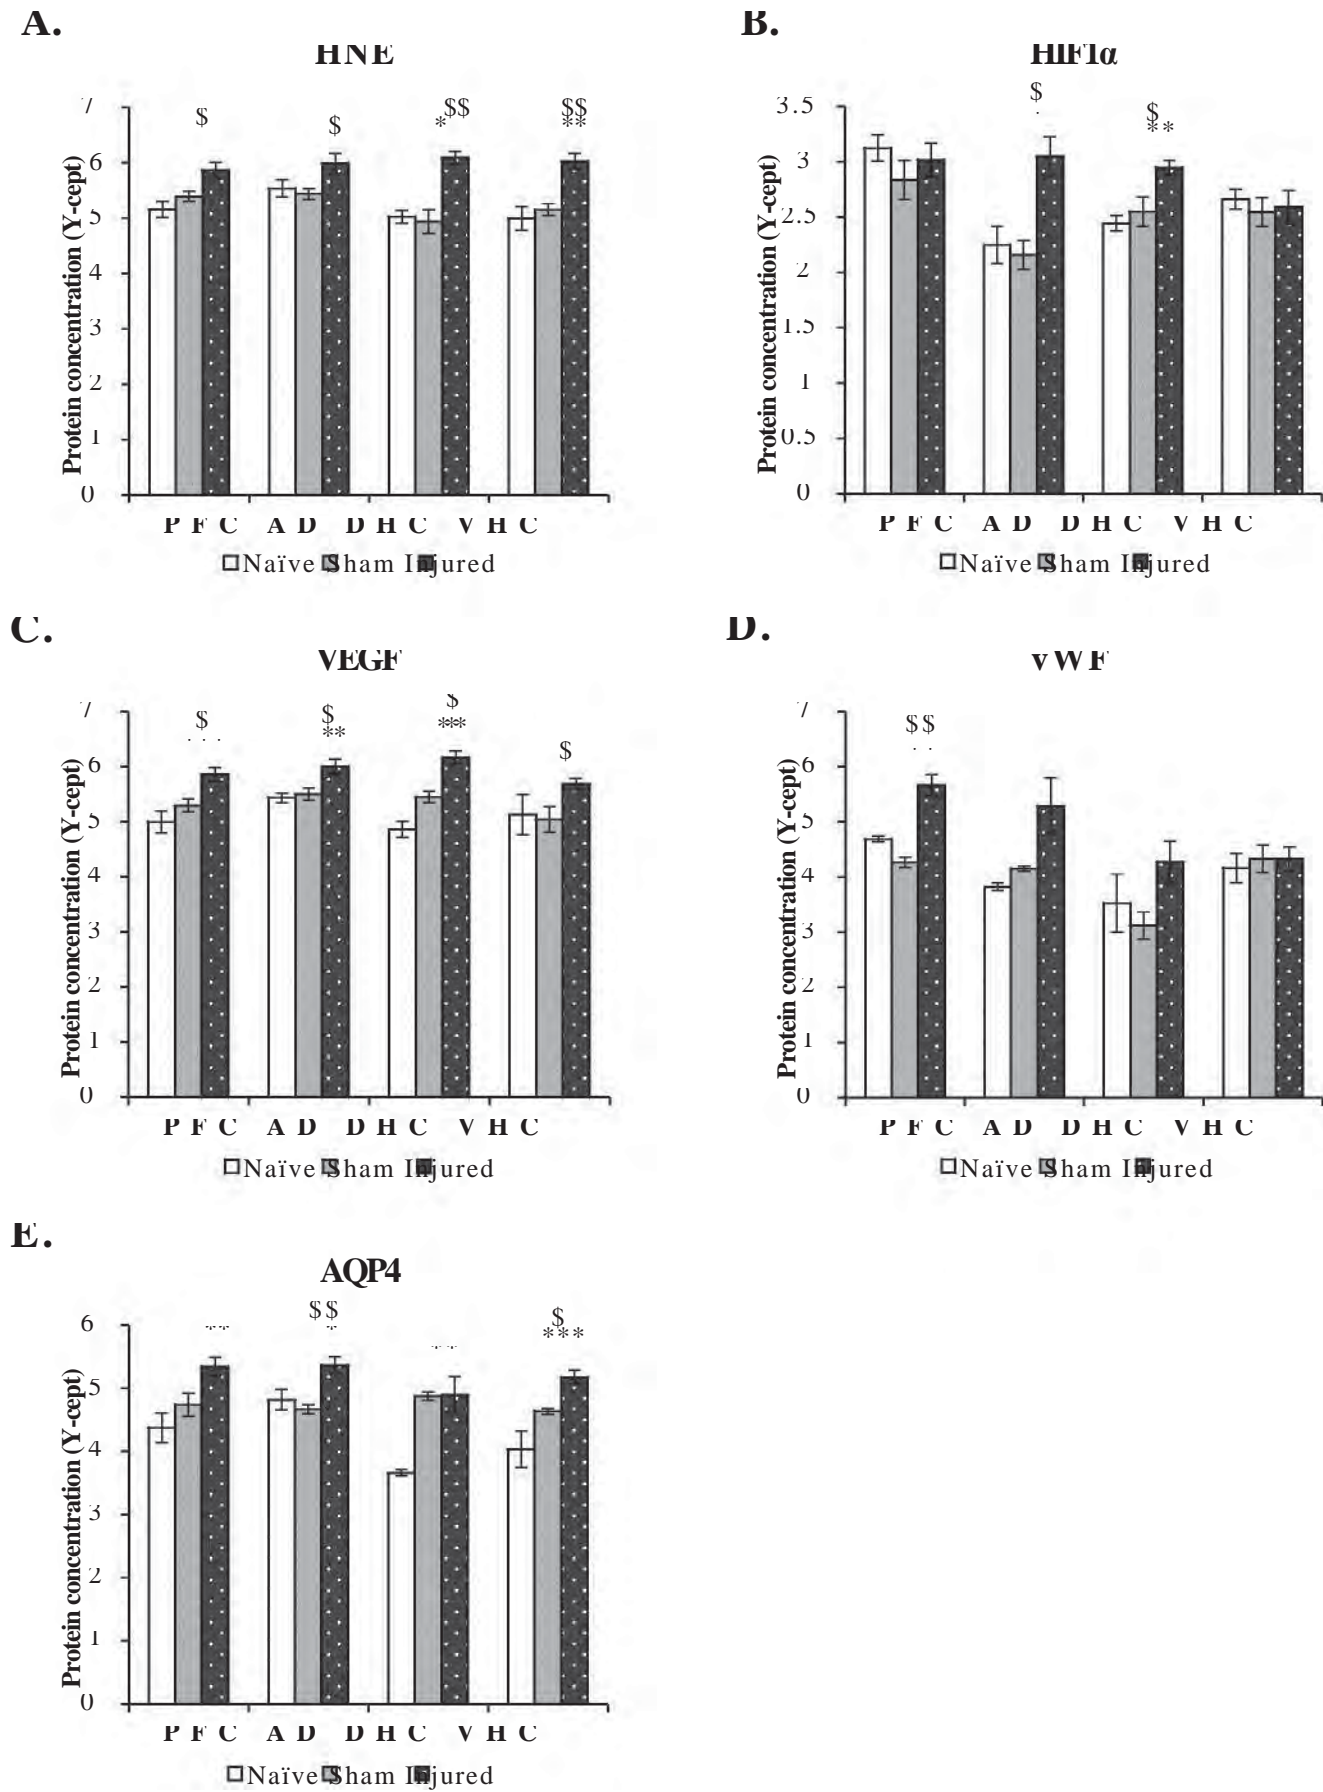 A.
HNE
Protein concentration (Y-cept)
7
6
5
4
3
2
1
0
$
$
* $$
$$
**
P F C A D D H C V H C
Naïve Sham Injured
B.
HIF1α
Protein concentration (Y-cept)
3.5
3
2.5
2
1.5
1
0.5
0
$
$
**
P F C A D D H C V H C
Naïve Sham Injured
C.
VEGF
Protein concentration (Y-cept)
7
6
5
4
3
2
1
0
$
$
**
$
***
$
P F C A D D H C V H C
Naïve Sham Injured
D.
vWF
Protein concentration (Y-cept)
7
6
5
4
3
2
1
0
$$
P F C A D D H C V H C
Naïve Sham Injured
E.
AQP4
Protein concentration (Y-cept)
6
5
4
3
2
1
0
**
$$
*
**
$
***
P F C A D D H C V H C
Naïve Sham Injured